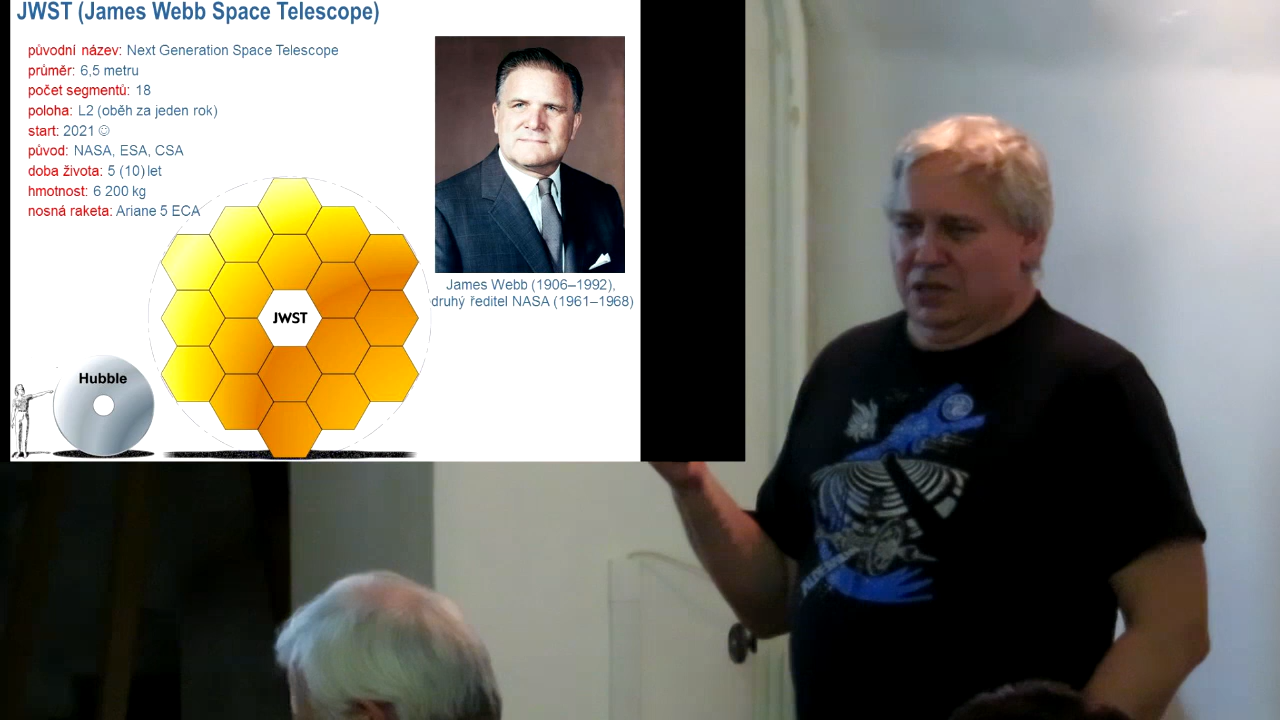 JWST (James Webb Space Telescope)
původní název: Next Generation Space Telescope
průměr: 6,5 metru
počet segmentů: 18
poloha: L2 (oběh za jeden rok)
start: 2021 ☺
původ: NASA, ESA, CSA
doba života: 5 (10) let
hmotnost: 6 200 kg
nosná raketa: Ariane 5 ECA
James Webb (1906–1992),
druhý ředitel NASA (1961–1968)
JWST
Hubble